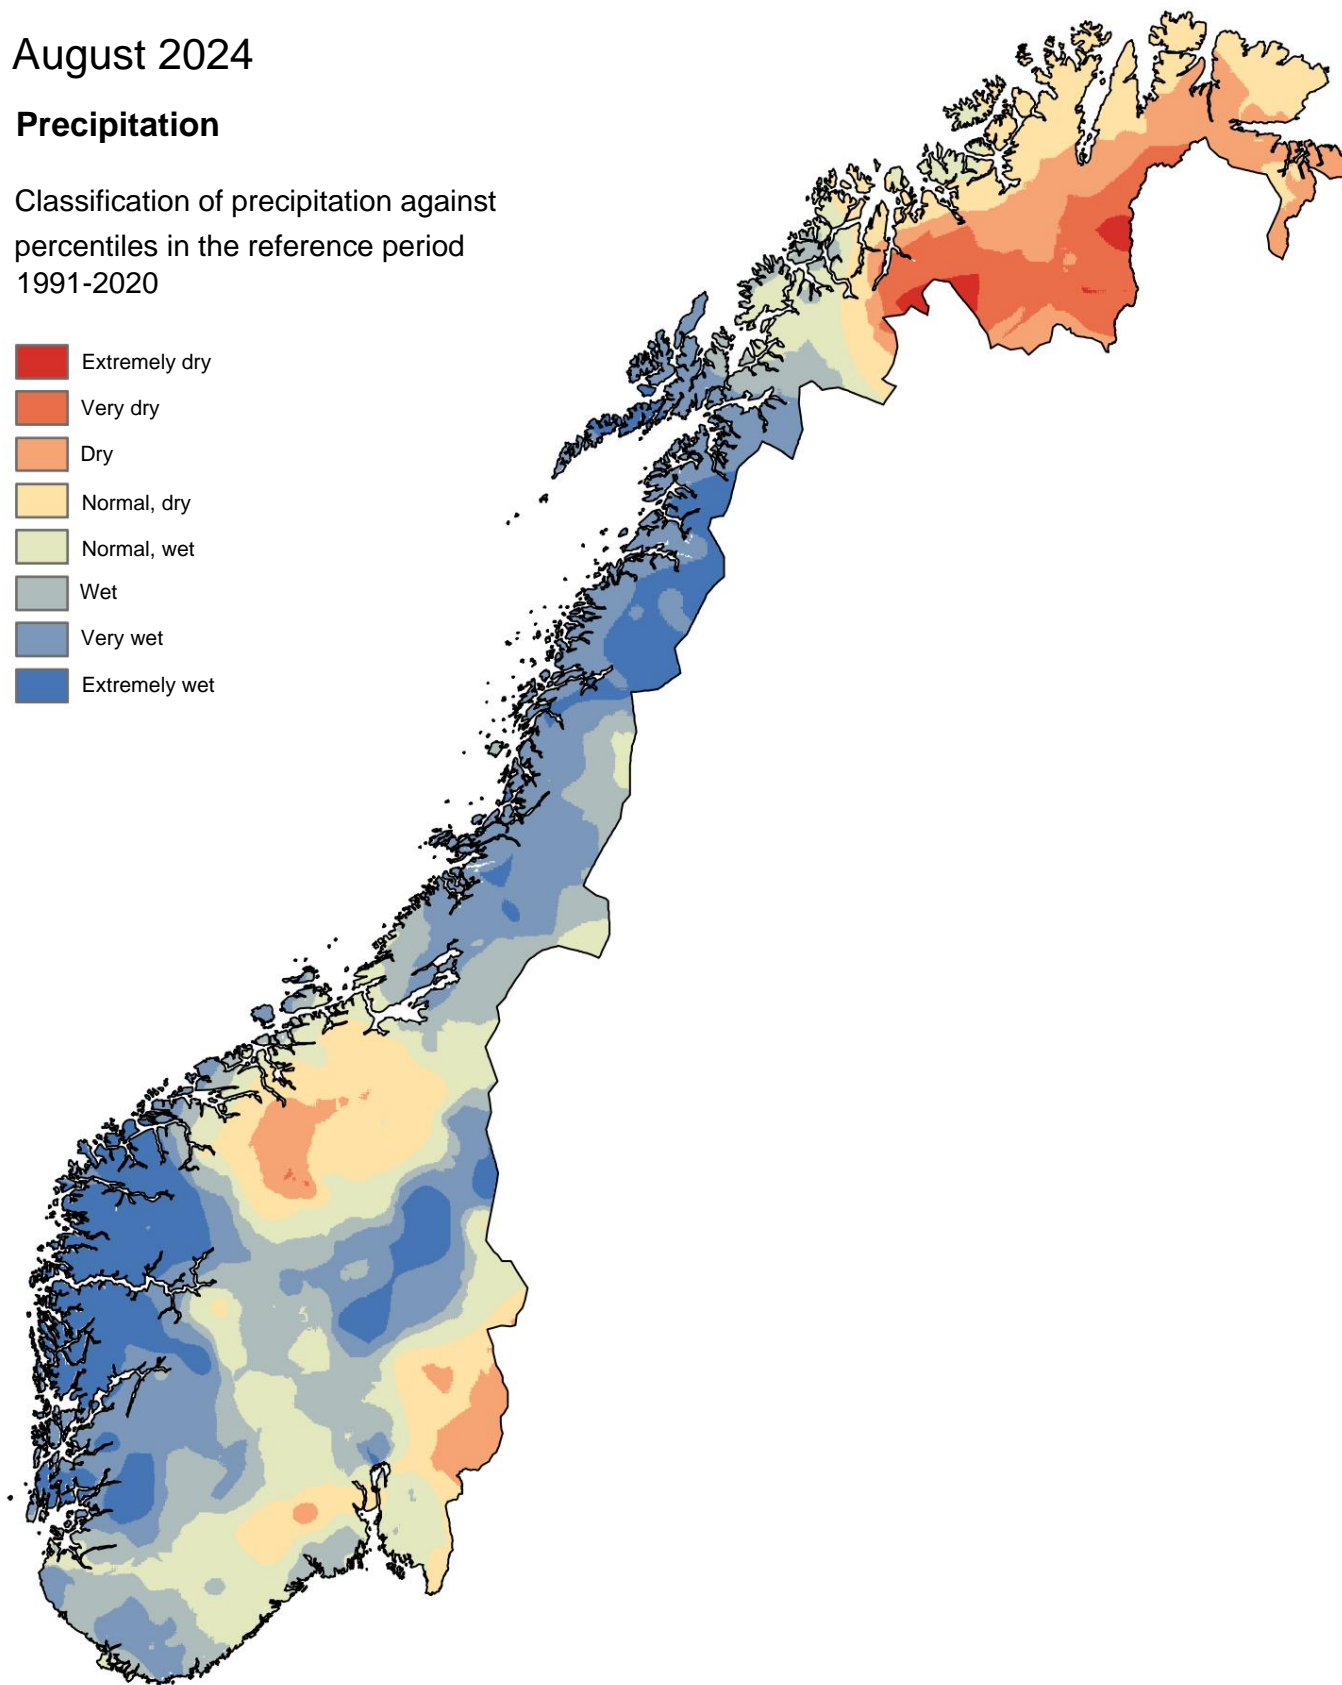 August 2024
Precipitation
Classification of precipitation against
percentiles in the reference period
1991-2020
Extremely dry
Very dry
Dry
Normal, dry
Normal, wet
Wet
Very wet
Extremely wet